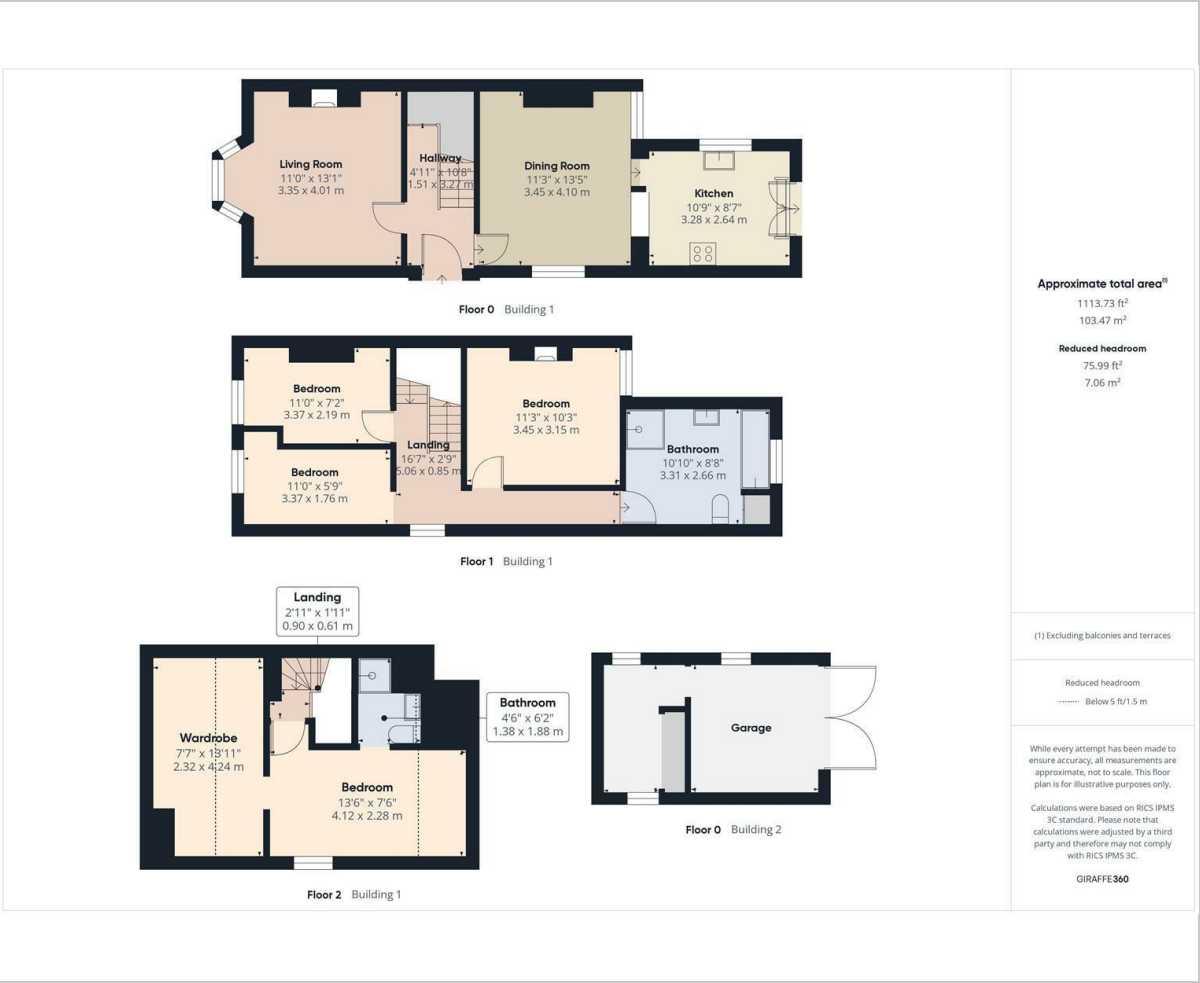 Living Room
11'0" x 13'1"
3.35 x 4.01 m
Hallway
4'11" x 10'8"
1.51 x 3.27 m
Dining Room
11'3" x 13'5"
3.45 x 4.10 m
Kitchen
10'9" x 8'7"
3.28 x 2.64 m
Floor 0 Building 1
Bedroom
11'0" x 7'2"
3.37 x 2.19 m
Bedroom
11'0" x 5'9"
3.37 x 1.76 m
Landing
16'7" x 2'9"
5.06 x 0.85 m
Bedroom
11'3" x 10'3"
3.45 x 3.15 m
Bathroom
10'10" x 8'8"
3.31 x 2.66 m
Floor 1 Building 1
Landing
2'11" x 1'11"
0.90 x 0.61 m
Wardrobe
7'7" x 13'11"
2.32 x 4.24 m
Bathroom
4'6" x 6'2"
1.38 x 1.88 m
Bedroom
13'6" x 7'6"
4.12 x 2.28 m
Floor 2 Building 1
Garage
Floor 0 Building 2
Approximate total area(1)
1113.73 ft²
103.47 m²
Reduced headroom
75.99 ft²
7.06 m²
(1) Excluding balconies and terraces
Reduced headroom
Below 5 ft/1.5 m
While every attempt has been made to
ensure accuracy, all measurements are
approximate, not to scale. This floor
plan is for illustrative purposes only.
Calculations were based on RICS IPMS
3C standard. Please note that
calculations were adjusted by a third
party and therefore may not comply
with RICS IPMS 3C.
GIRAFFE360